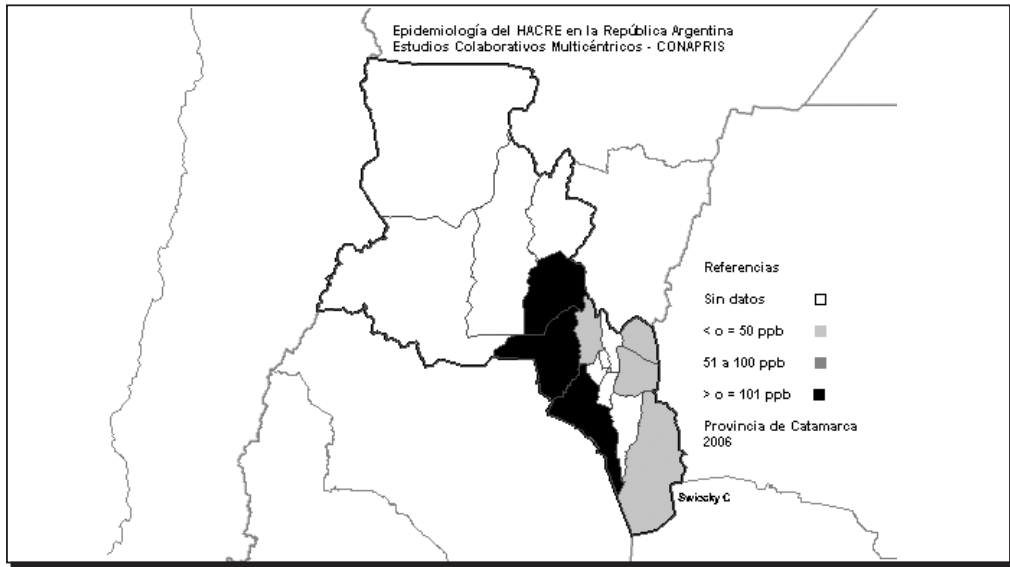 Epidemiología del HACRE en la República Argentina
Estudios Colaborativos Multicéntricos - CONAPRIS
Referencias
Sin datos
< o = 50 ppb
51 a 100 ppb
> o = 101 ppb
Provincia de Catamarca
2006
Swiecky C